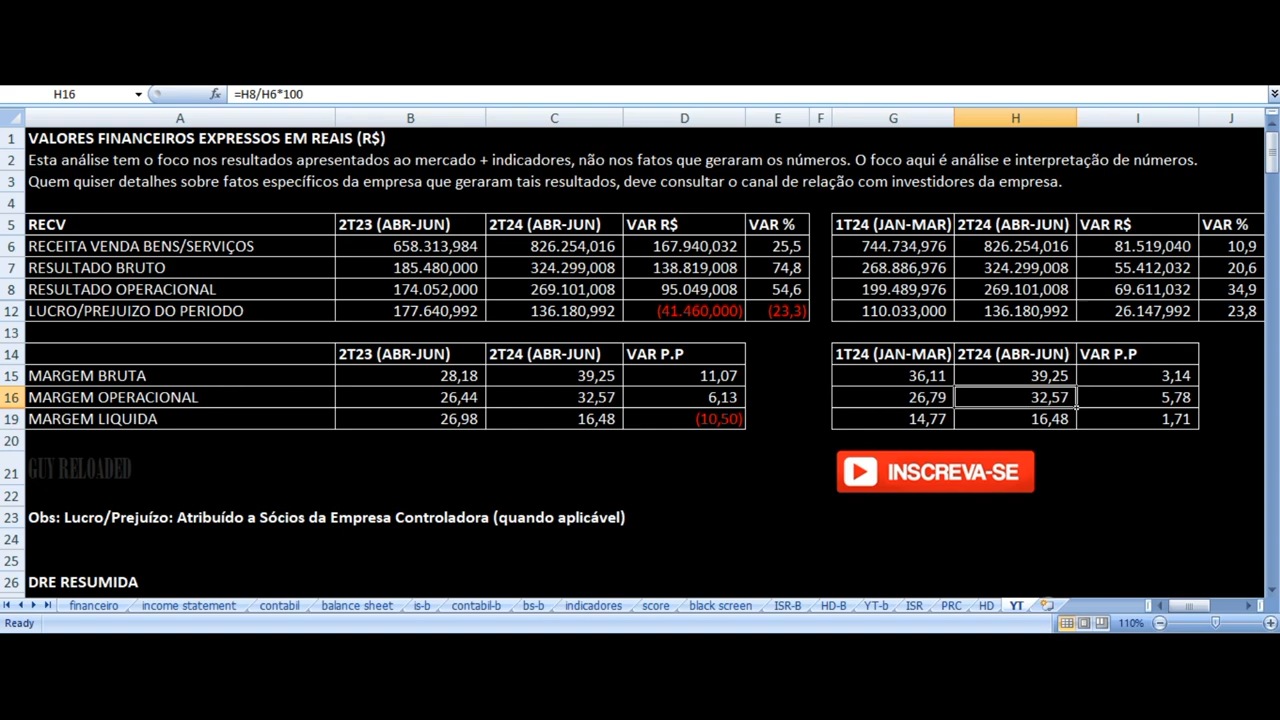 H16 fx =H8/H6*100
A B C D E F G H I J
1 VALORES FINANCEIROS EXPRESSOS EM REAIS (R$)
2 Esta análise tem o foco nos resultados apresentados ao mercado + indicadores, não nos fatos que geraram os números. O foco aqui é análise e interpretação de números.
3 Quem quiser detalhes sobre fatos específicos da empresa que geraram tais resultados, deve consultar o canal de relação com investidores da empresa.
4
5 RECV 2T23 (ABR-JUN) 2T24 (ABR-JUN) VAR R$ VAR % 1T24 (JAN-MAR) 2T24 (ABR-JUN) VAR R$ VAR %
6 RECEITA VENDA BENS/SERVIÇOS 658.313,984 826.254,016 167.940,032 25,5 744.734,976 826.254,016 81.519,040 10,9
7 RESULTADO BRUTO 185.480,000 324.299,008 138.819,008 74,8 268.886,976 324.299,008 55.412,032 20,6
8 RESULTADO OPERACIONAL 174.052,000 269.101,008 95.049,008 54,6 199.489,976 269.101,008 69.611,032 34,9
12 LUCRO/PREJUIZO DO PERIODO 177.640,992 136.180,992 (41.460,000) (23,3) 110.033,000 136.180,992 26.147,992 23,8
13
14 2T23 (ABR-JUN) 2T24 (ABR-JUN) VAR P.P 1T24 (JAN-MAR) 2T24 (ABR-JUN) VAR P.P
15 MARGEM BRUTA 28,18 39,25 11,07 36,11 39,25 3,14
16 MARGEM OPERACIONAL 26,44 32,57 6,13 26,79 32,57 5,78
19 MARGEM LIQUIDA 26,98 16,48 (10,50) 14,77 16,48 1,71
20
21 GUY RELOADED INSCREVA-SE
22
23 Obs: Lucro/Prejuízo: Atribuído a Sócios da Empresa Controladora (quando aplicável)
24
25
26 DRE RESUMIDA
financeiro income statement contabil balance sheet is-b contabil-b bs-b indicadores score black screen ISR-B HD-B YT-b ISR PRC HD YT
Ready 110%